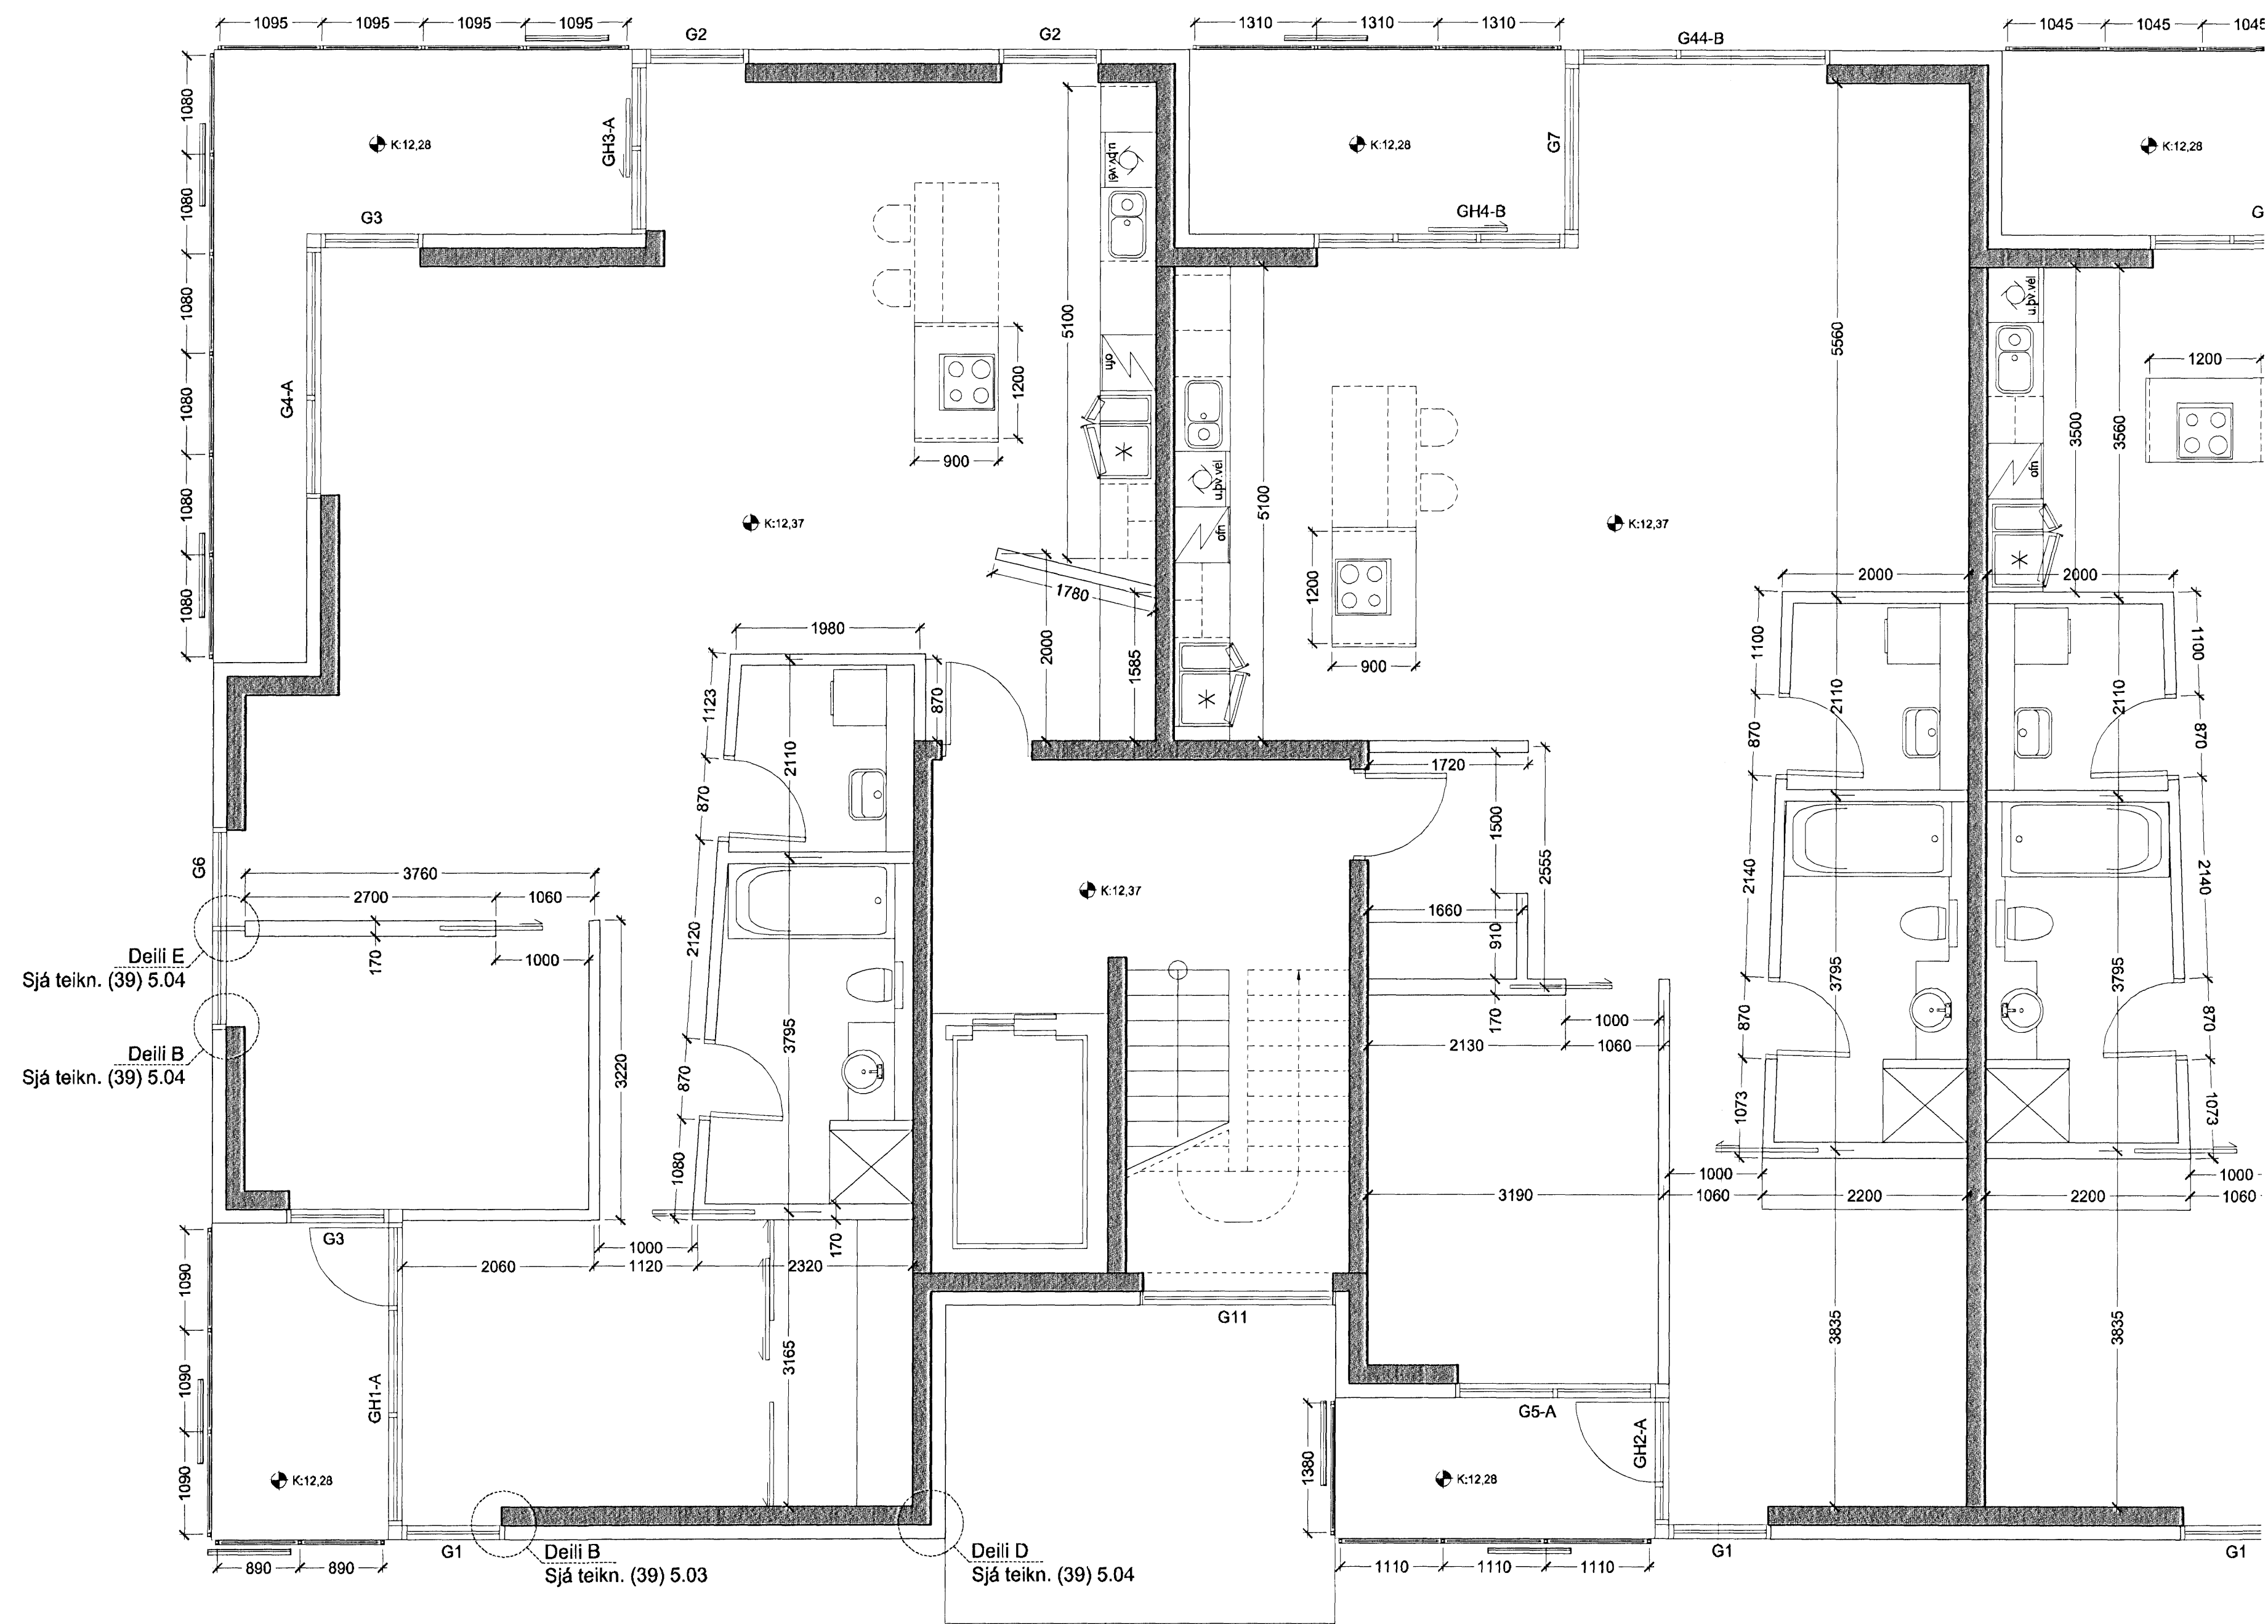 1095 1095 1095 1095
G2
G2
1310 1310 1310
G44-B
1045 1045 1045
1080
1080
1080
1080
1080
1080
K:12,28
GH3-A
G3
G4-A
u.þv.vél
5100
ofn
1200
900
K:12,37
1780
2000
1585
K:12,28
G7
GH4-B
5100
u.þv.vél
ofn
1200
900
5560
K:12,37
K:12,28
G
u.þv.vél
ofn
3500
3560
1200
2000
2000
1100
870
2110
2110
1100
870
1980
870
1123
870
2110
2120
870
1080
3795
170
G6
3760
2700 1060
170
1000
3220
Deili E
Sjá teikn. (39) 5.04
Deili B
Sjá teikn. (39) 5.04
K:12,37
1720
1500
2555
1660
910
170
1000
2130 1060
2140
870
1073
3795
3795
2140
870
1073
3190
1000
1060
2200
2200
1000
1060
G3
1000
2060 1120 2320
1090
1090
1090
GH1-A
3165
K:12,28
G11
3835
3835
1380
G5-A
GH2-A
K:12,28
890 890
G1
Deili B
Sjá teikn. (39) 5.03
Deili D
Sjá teikn. (39) 5.04
1110 1110 1110
G1
G1